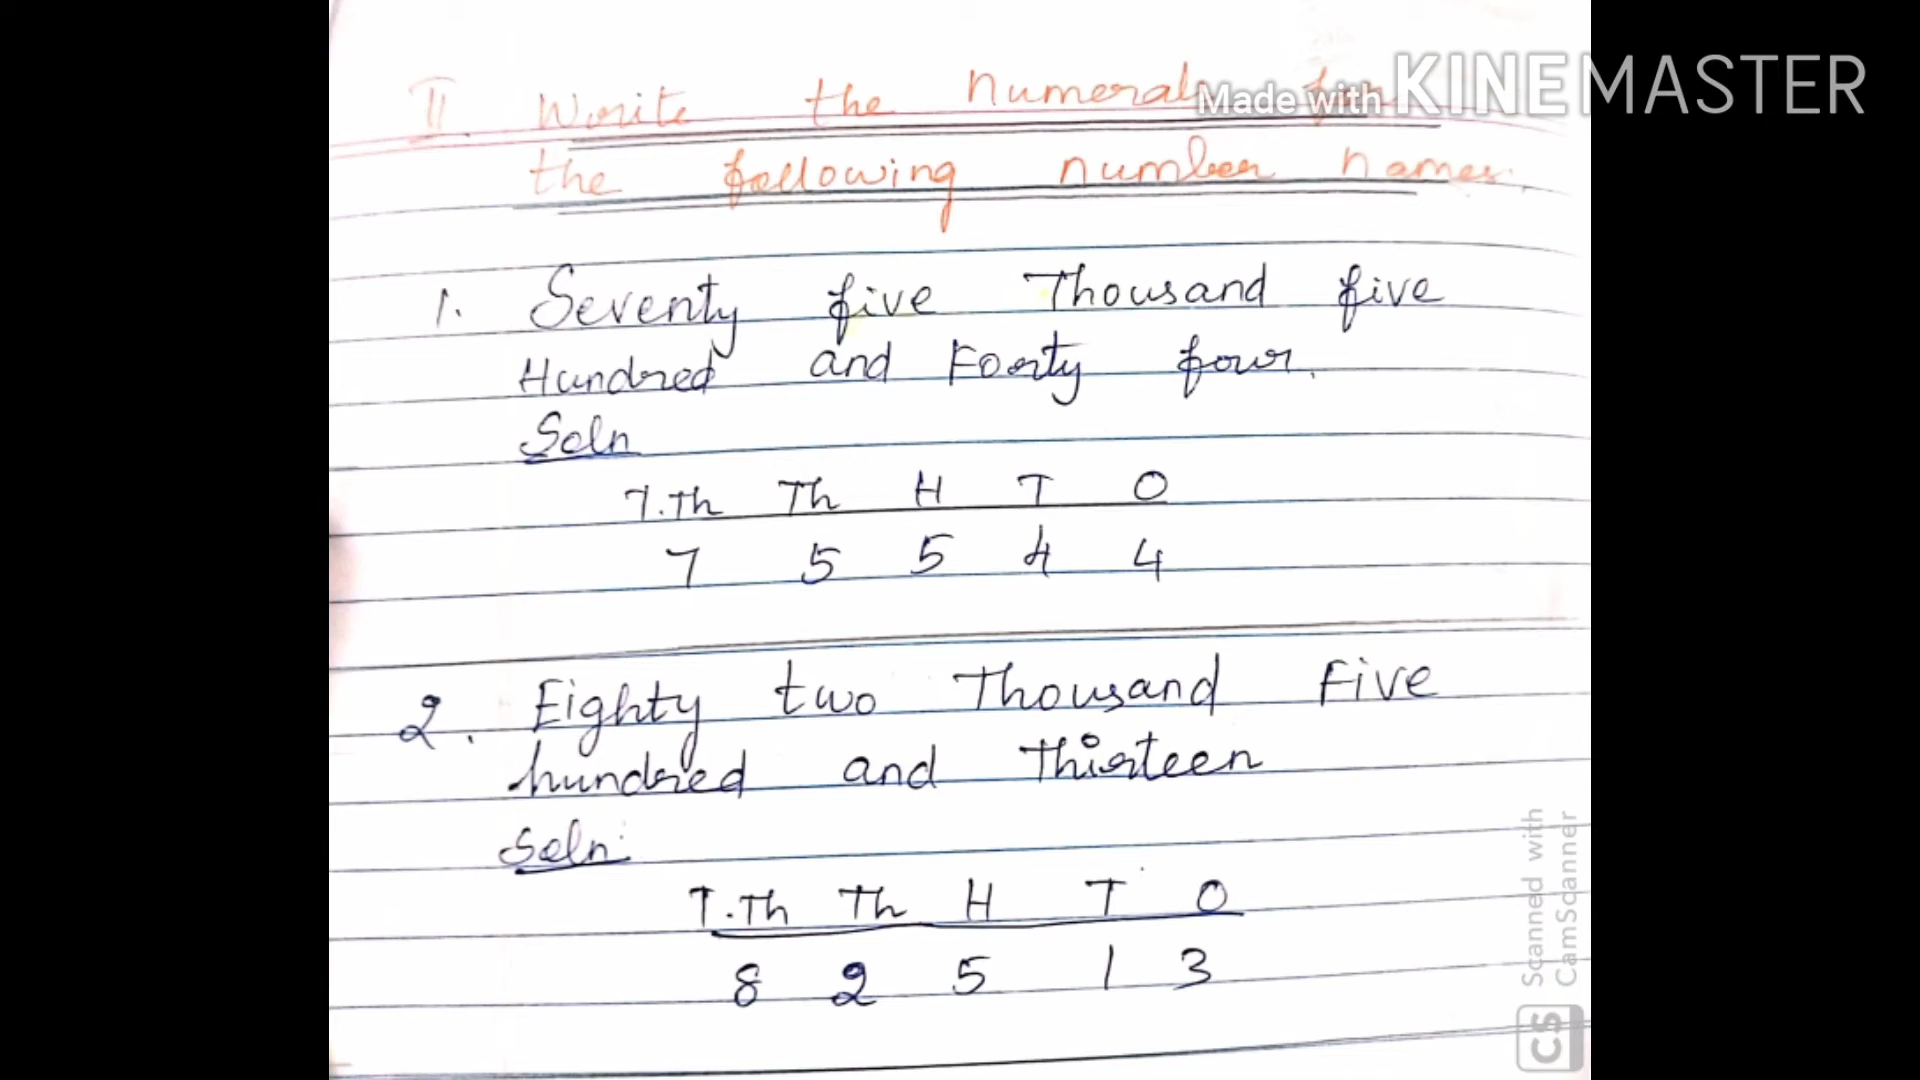 II. Write the Numerals for
the following number names.
Made with KINEMASTER
1. Seventy five Thousand five
Hundred and Forty four.
Soln
T.Th Th H T O
7 5 5 4 4
2. Eighty two Thousand Five
hundred and Thirteen
Soln:
T.Th Th H T O
8 2 5 1 3
Scanned with
CamScanner
CS